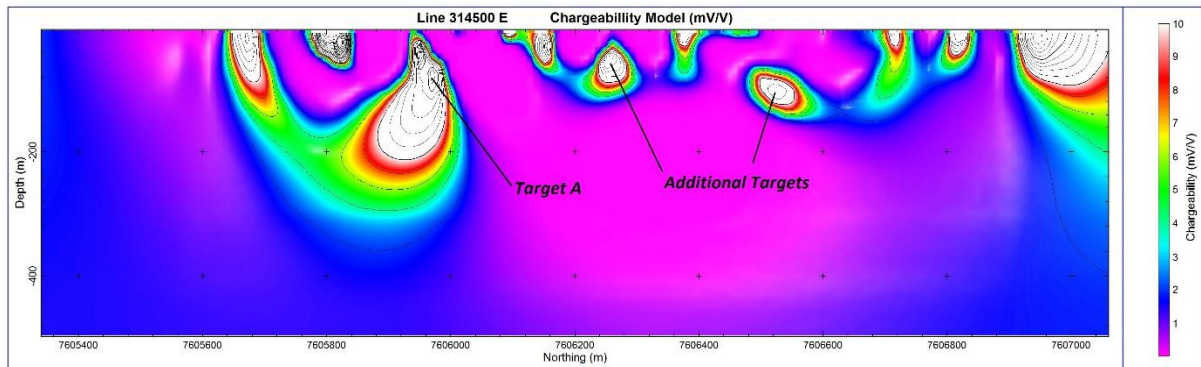 Line 314500 E Chargeabillity Model (mV/V)
Depth (m)
-200
-400
Target A
Additional Targets
7605400 7605600 7605800 7606000 7606200 7606400 7606600 7606800 7607000
Northing (m)
10
9
8
7
6
5
4
3
2
1
Chargeability (mV/V)